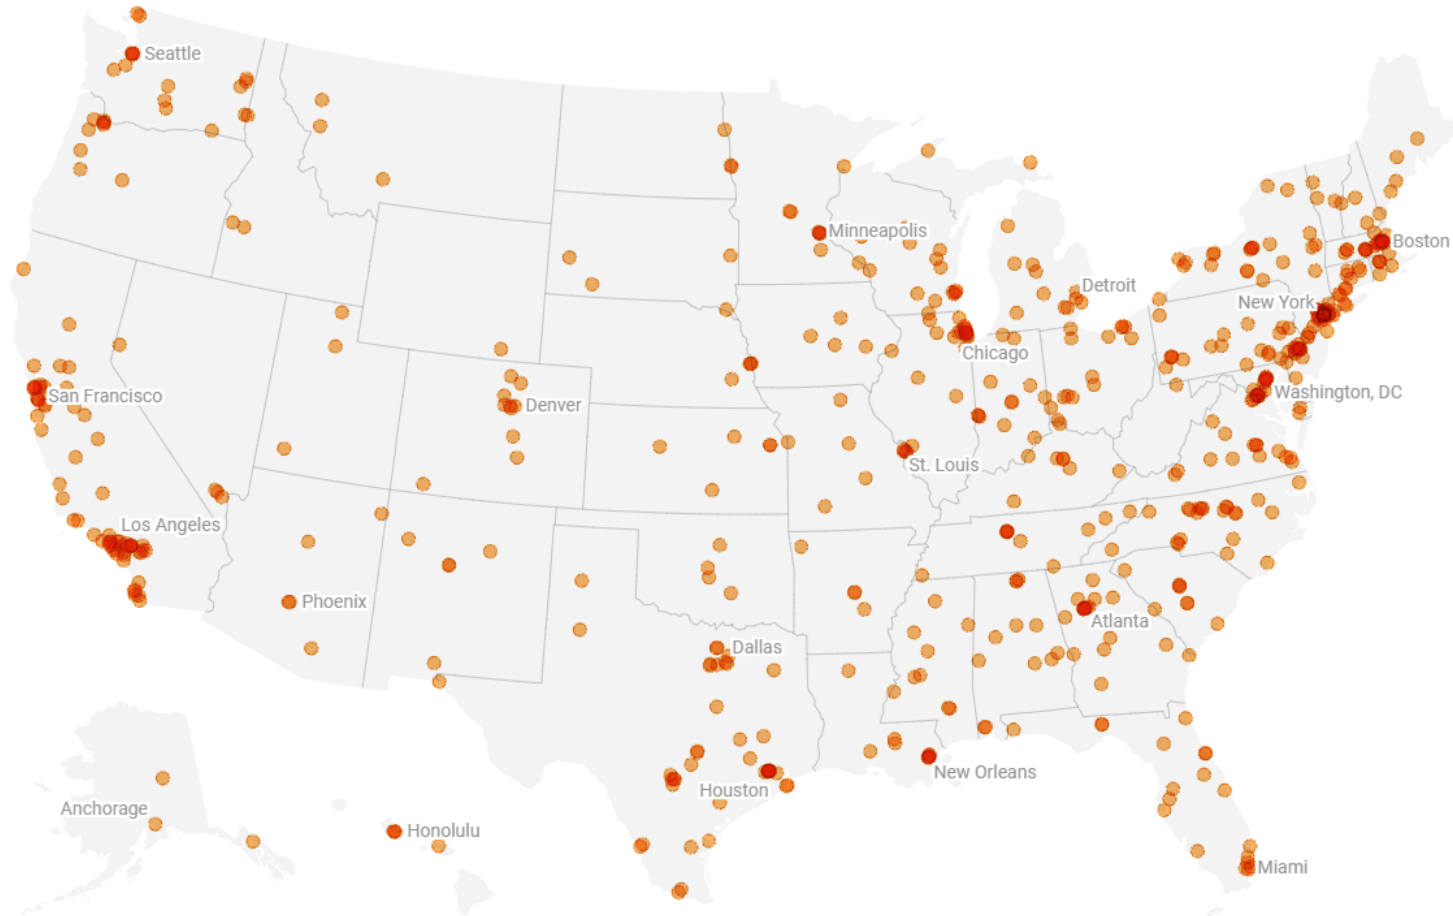 Seattle
Minneapolis
Boston
Detroit
New York
Chicago
San Francisco
Denver
Washington, DC
St. Louis
Los Angeles
Phoenix
Atlanta
Dallas
New Orleans
Houston
Anchorage
Honolulu
Miami